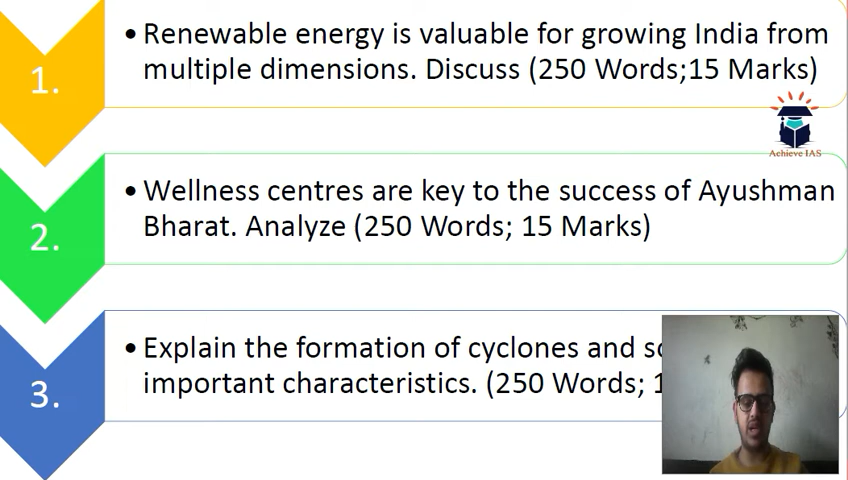 1.
• Renewable energy is valuable for growing India from
multiple dimensions. Discuss (250 Words;15 Marks)
Achieve IAS
2.
• Wellness centres are key to the success of Ayushman
Bharat. Analyze (250 Words; 15 Marks)
3.
• Explain the formation of cyclones and
important characteristics. (250 Words;